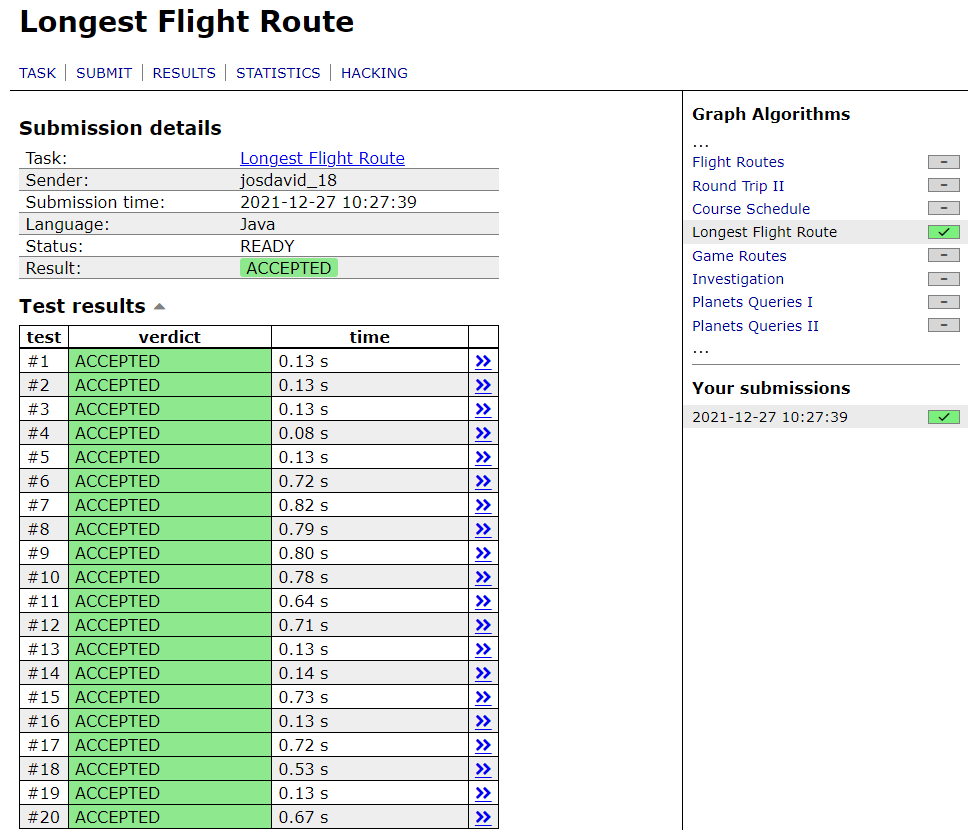 Longest Flight Route
TASK | SUBMIT | RESULTS | STATISTICS | HACKING
Submission details
Task: Longest Flight Route
Sender: josdavid_18
Submission time: 2021-12-27 10:27:39
Language: Java
Status: READY
Result: ACCEPTED
Test results
test verdict time
#1 ACCEPTED 0.13 s »
#2 ACCEPTED 0.13 s »
#3 ACCEPTED 0.13 s »
#4 ACCEPTED 0.08 s »
#5 ACCEPTED 0.13 s »
#6 ACCEPTED 0.72 s »
#7 ACCEPTED 0.82 s »
#8 ACCEPTED 0.79 s »
#9 ACCEPTED 0.80 s »
#10 ACCEPTED 0.78 s »
#11 ACCEPTED 0.64 s »
#12 ACCEPTED 0.71 s »
#13 ACCEPTED 0.13 s »
#14 ACCEPTED 0.14 s »
#15 ACCEPTED 0.73 s »
#16 ACCEPTED 0.13 s »
#17 ACCEPTED 0.72 s »
#18 ACCEPTED 0.53 s »
#19 ACCEPTED 0.13 s »
#20 ACCEPTED 0.67 s »
Graph Algorithms
...
Flight Routes –
Round Trip II –
Course Schedule –
Longest Flight Route ✓
Game Routes –
Investigation –
Planets Queries I –
Planets Queries II –
...
Your submissions
2021-12-27 10:27:39 ✓